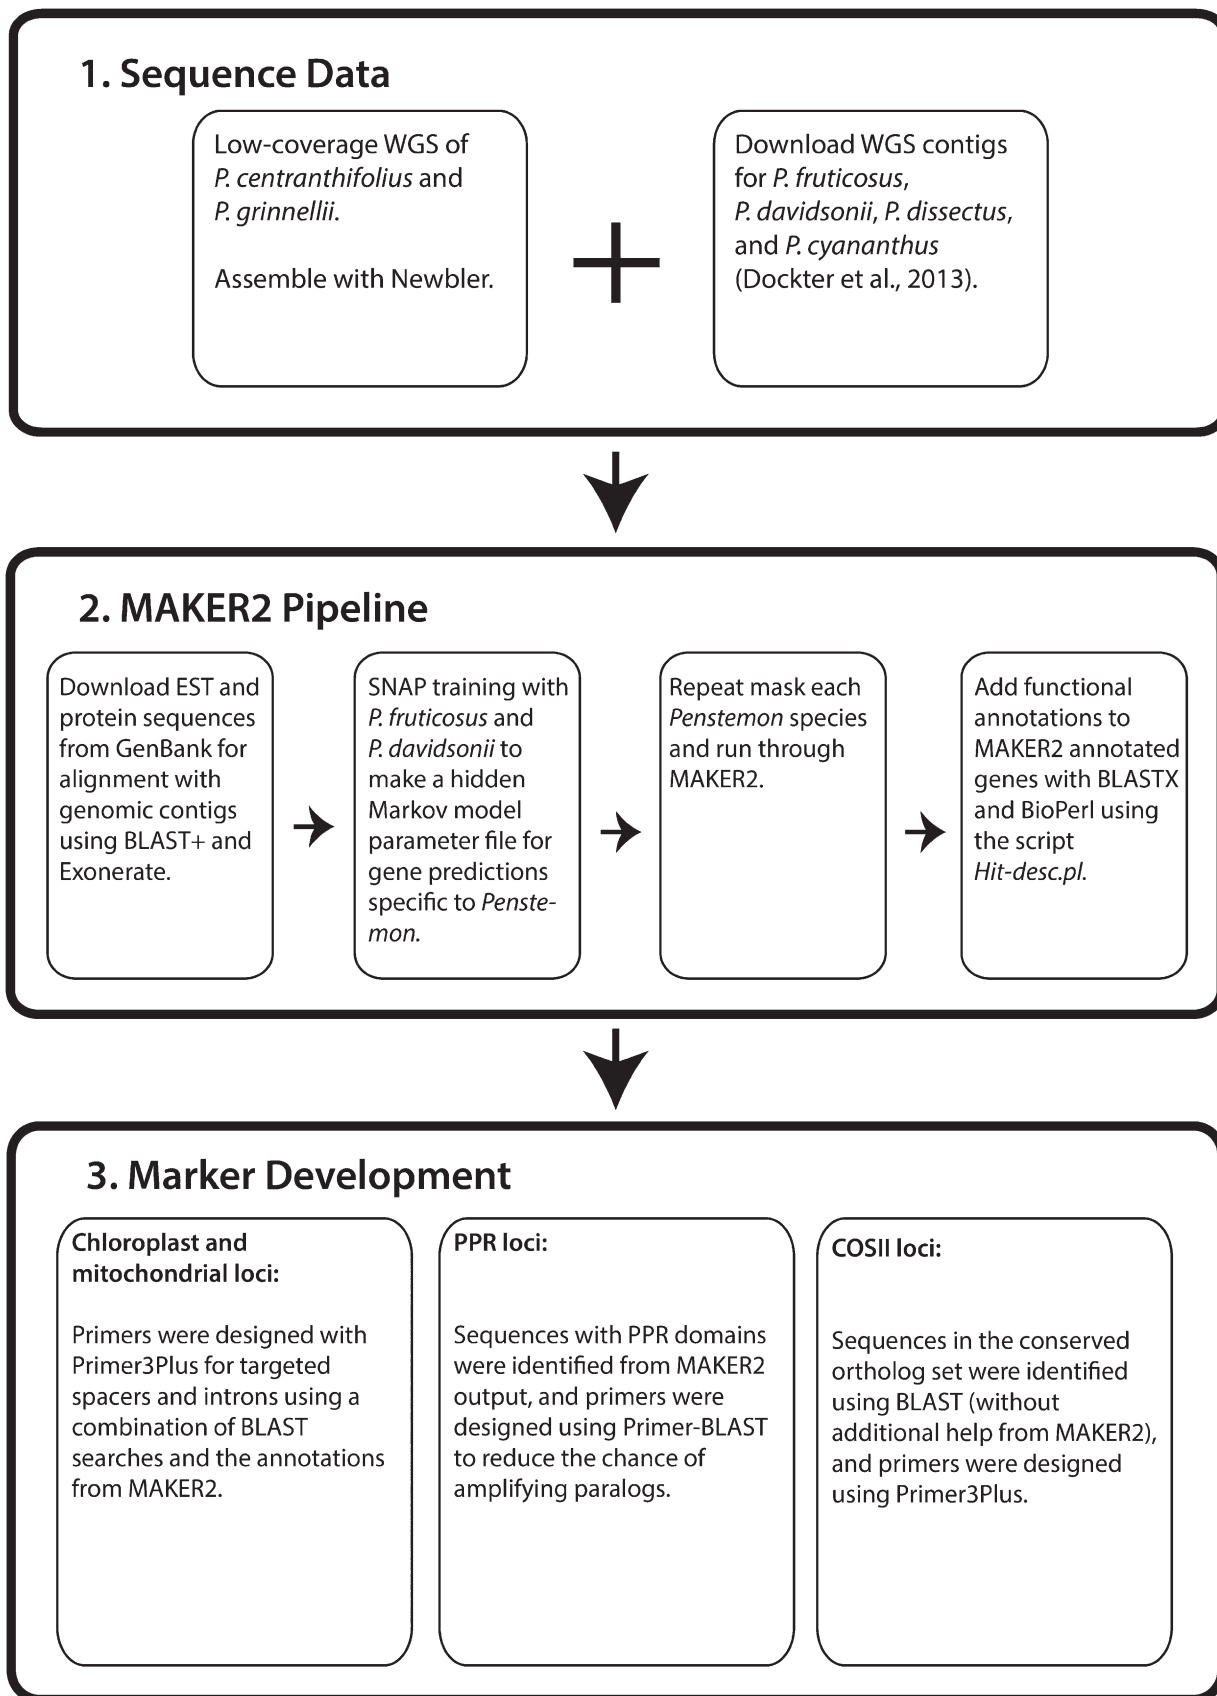 1. Sequence Data
Low-coverage WGS of
P. centranthifolius and
P. grinnellii.
Assemble with Newbler.
Download WGS contigs
for P. fruticosus,
P. davidsonii, P. dissectus,
and P. cyananthus
(Dockter et al., 2013).
2. MAKER2 Pipeline
Download EST and
protein sequences
from GenBank for
alignment with
genomic contigs
using BLAST+ and
Exonerate.
SNAP training with
P. fruticosus and
P. davidsonii to
make a hidden
Markov model
parameter file for
gene predictions
specific to Penste-
mon.
Repeat mask each
Penstemon species
and run through
MAKER2.
Add functional
annotations to
MAKER2 annotated
genes with BLASTX
and BioPerl using
the script
Hit-desc.pl.
3. Marker Development
Chloroplast and
mitochondrial loci:
Primers were designed with
Primer3Plus for targeted
spacers and introns using a
combination of BLAST
searches and the annotations
from MAKER2.
PPR loci:
Sequences with PPR domains
were identified from MAKER2
output, and primers were
designed using Primer-BLAST
to reduce the chance of
amplifying paralogs.
COSII loci:
Sequences in the conserved
ortholog set were identified
using BLAST (without
additional help from MAKER2),
and primers were designed
using Primer3Plus.